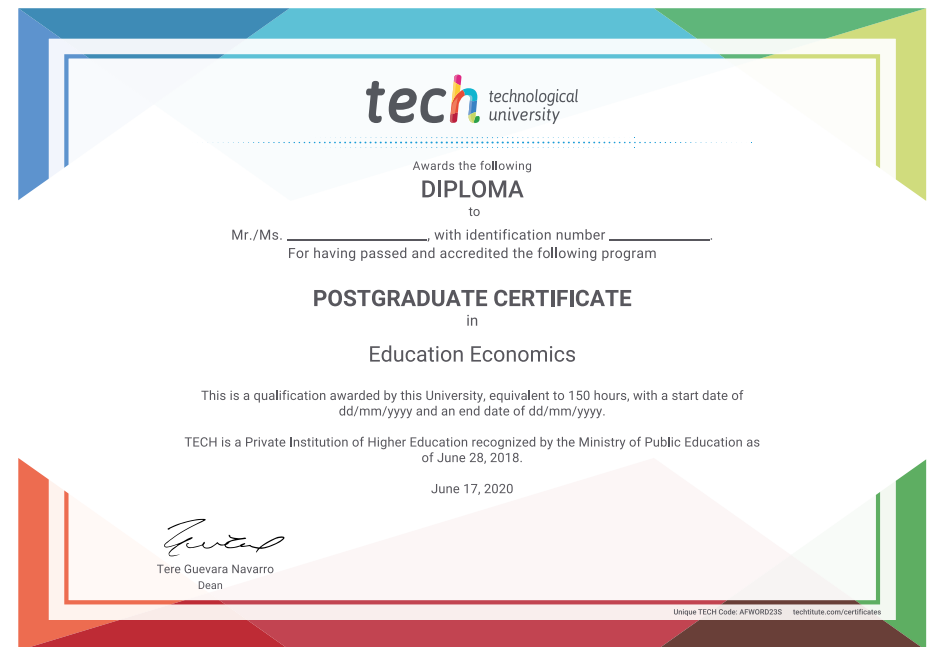 tech technological
university
Awards the following
DIPLOMA
to
Mr./Ms. ____________________, with identification number ______________.
For having passed and accredited the following program
POSTGRADUATE CERTIFICATE
in
Education Economics
This is a qualification awarded by this University, equivalent to 150 hours, with a start date of
dd/mm/yyyy and an end date of dd/mm/yyyy.
TECH is a Private Institution of Higher Education recognized by the Ministry of Public Education as
of June 28, 2018.
June 17, 2020
Tere Guevara Navarro
Dean
Unique TECH Code: AFWORD23S techtitute.com/certificates